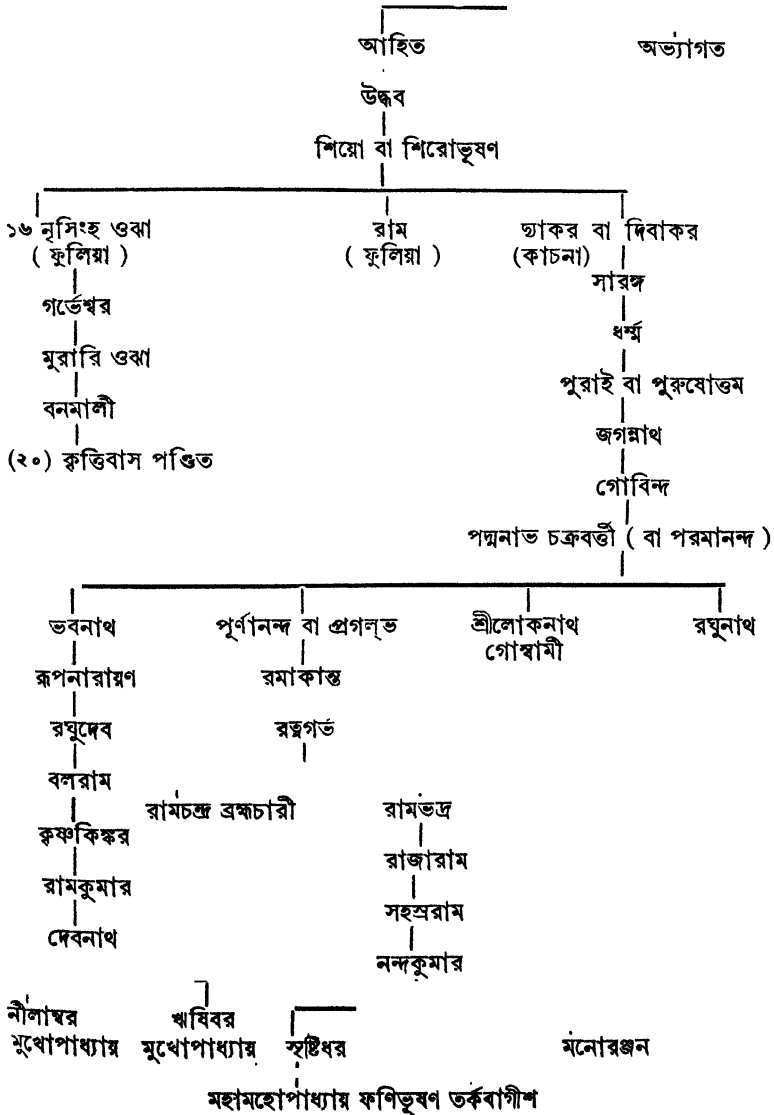 আহিত অভ্যাগত
উদ্ধব
শিয়ো বা শিরোভূষণ
১৬ নৃসিংহ ওঝা রাম দ্যাকর বা দিবাকর
( ফুলিয়া ) ( ফুলিয়া ) (কাচনা)
সারঙ্গ
গর্ভেশ্বর
ধর্ম্ম
মুরারি ওঝা
পুরাই বা পুরুষোত্তম
বনমালী
জগন্নাথ
(২০) কৃত্তিবাস পণ্ডিত
গোবিন্দ
পদ্মনাভ চক্রবর্ত্তী ( বা পরমানন্দ )
ভবনাথ পূর্ণানন্দ বা প্রগল্‌ভ শ্রীলোকনাথ রঘুনাথ
গোস্বামী
রূপনারায়ণ রমাকান্ত
রঘুদেব রত্নগর্ভ
বলরাম
রামচন্দ্র ব্রহ্মচারী রামভদ্র
কৃষ্ণকিঙ্কর
রাজারাম
রামকুমার
সহস্ররাম
দেবনাথ
নন্দকুমার
নীলাম্বর ঋষিবর
মুখোপাধ্যায় মুখোপাধ্যায় সৃষ্টিধর মনোরঞ্জন
মহামহোপাধ্যায় ফণিভূষণ তর্কবাগীশ